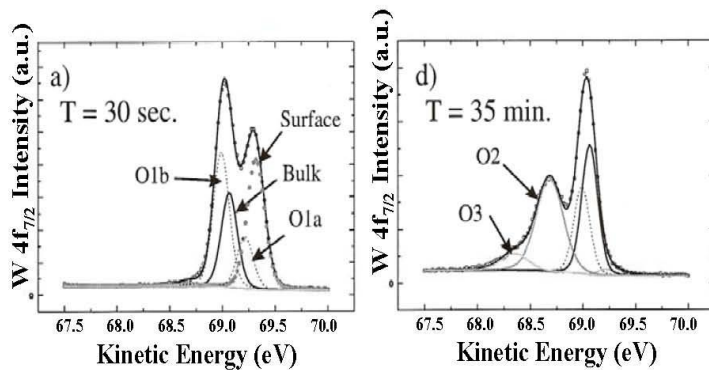 a)
T = 30 sec.
Surface
O1b
Bulk
O1a
0
67.5 68.0 68.5 69.0 69.5 70.0
Kinetic Energy (eV)
W 4f7/2 Intensity (a.u.)
d)
T = 35 min.
O2
O3
0
67.5 68.0 68.5 69.0 69.5 70.0
Kinetic Energy (eV)
W 4f7/2 Intensity (a.u.)